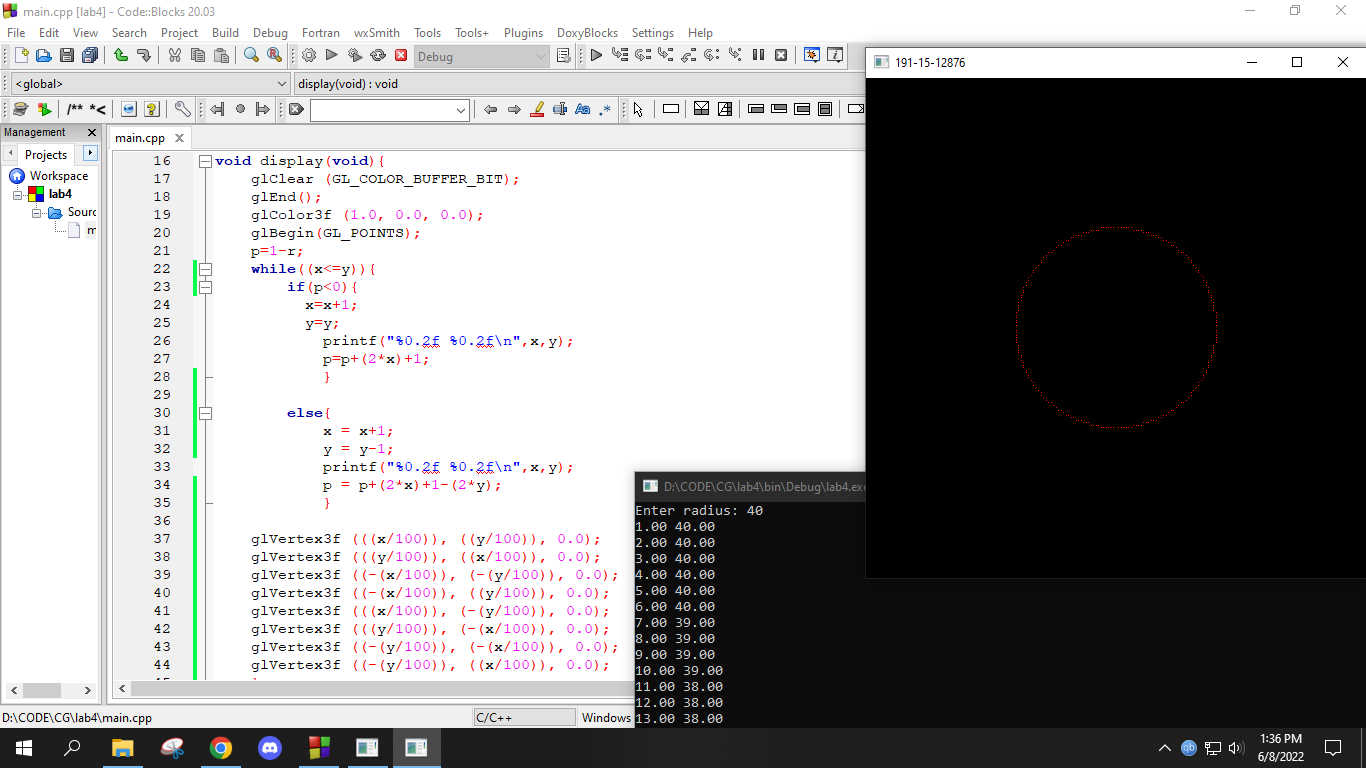 main.cpp [lab4] - Code::Blocks 20.03
File Edit View Search Project Build Debug Fortran wxSmith Tools Tools+ Plugins DoxyBlocks Settings Help
Debug
<global>
display(void) : void
/** *<
Aa .*
Management
Projects
Workspace
lab4
Sourc
m
main.cpp
16 void display(void){
17 glClear (GL_COLOR_BUFFER_BIT);
18 glEnd();
19 glColor3f (1.0, 0.0, 0.0);
20 glBegin(GL_POINTS);
21 p=1-r;
22 while((x<=y)){
23 if(p<0){
24 x=x+1;
25 y=y;
26 printf("%0.2f %0.2f\n",x,y);
27 p=p+(2*x)+1;
28 }
29
30 else{
31 x = x+1;
32 y = y-1;
33 printf("%0.2f %0.2f\n",x,y);
34 p = p+(2*x)+1-(2*y);
35 }
36
37 glVertex3f (((x/100)), ((y/100)), 0.0);
38 glVertex3f (((y/100)), ((x/100)), 0.0);
39 glVertex3f ((-(x/100)), (-(y/100)), 0.0);
40 glVertex3f ((-(x/100)), ((y/100)), 0.0);
41 glVertex3f (((x/100)), (-(y/100)), 0.0);
42 glVertex3f (((y/100)), (-(x/100)), 0.0);
43 glVertex3f ((-(y/100)), (-(x/100)), 0.0);
44 glVertex3f ((-(y/100)), ((x/100)), 0.0);
191-15-12876
D:\CODE\CG\lab4\bin\Debug\lab4.exe
Enter radius: 40
1.00 40.00
2.00 40.00
3.00 40.00
4.00 40.00
5.00 40.00
6.00 40.00
7.00 39.00
8.00 39.00
9.00 39.00
10.00 39.00
11.00 38.00
12.00 38.00
13.00 38.00
D:\CODE\CG\lab4\main.cpp
C/C++
Windows
qb
1:36 PM
6/8/2022